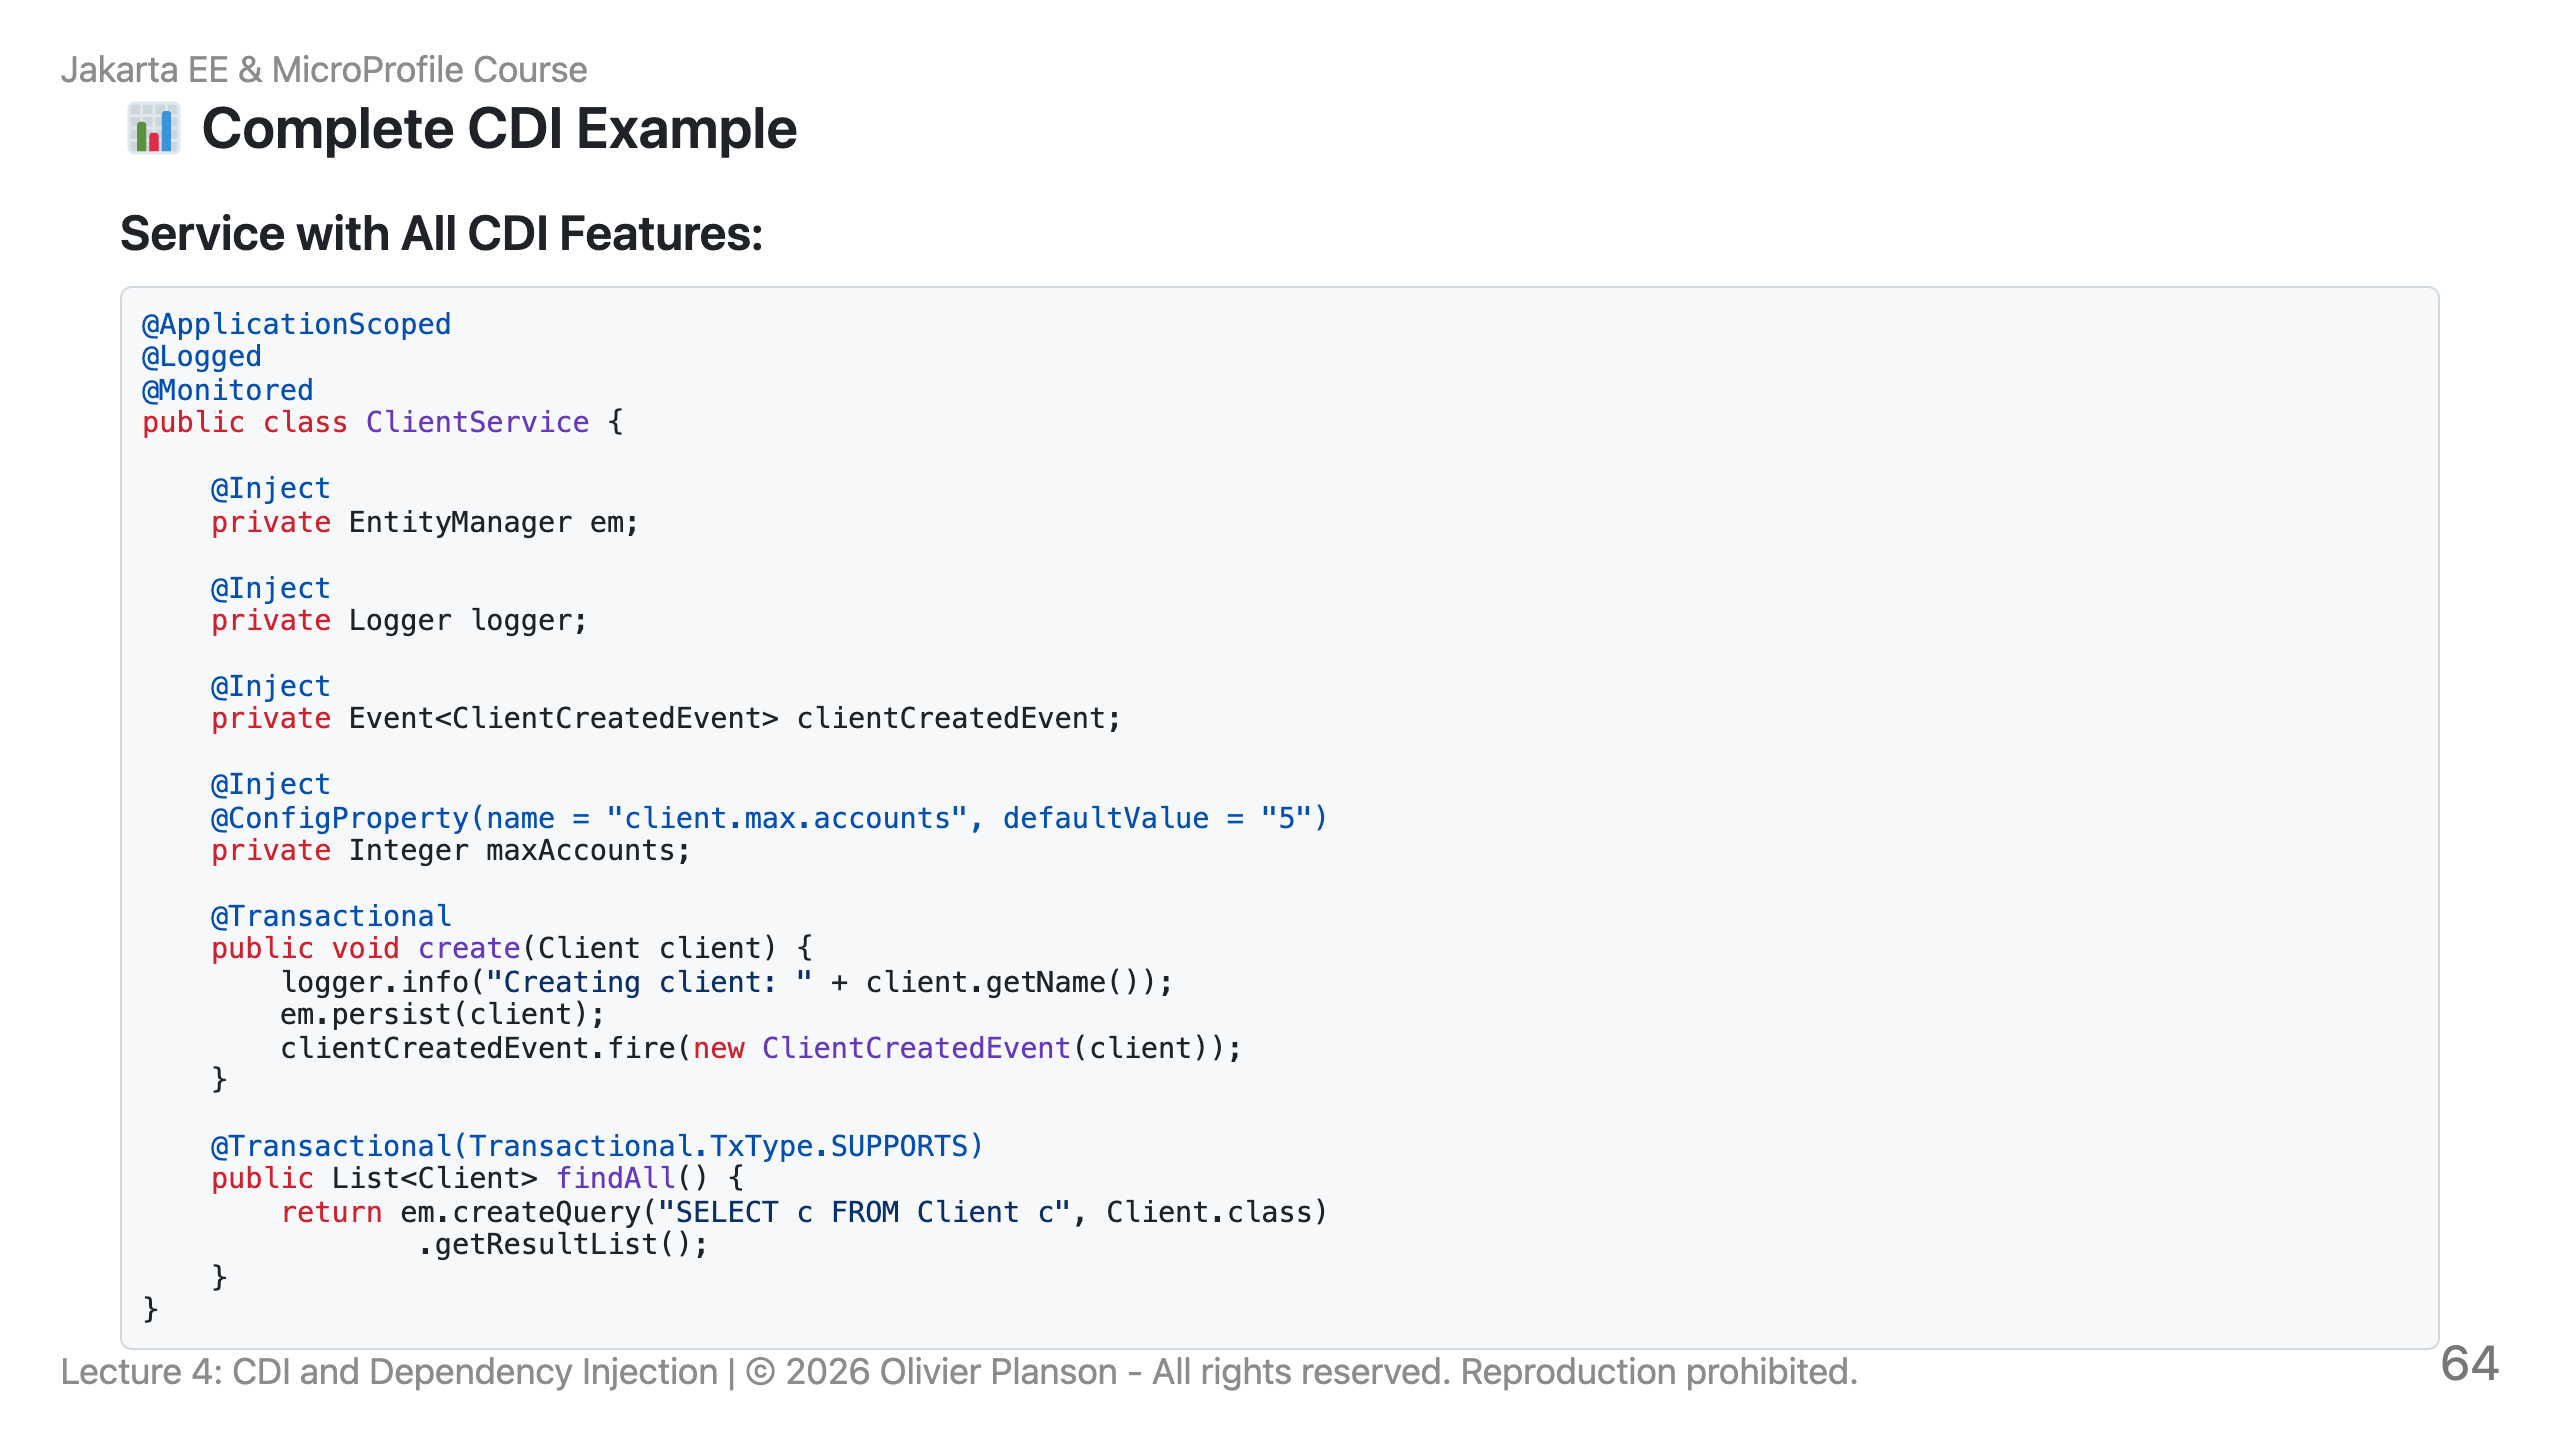 Jakarta EE & MicroProfile Course
Complete CDI Example
Service with All CDI Features:
@ApplicationScoped
@Logged
@Monitored
public class ClientService {
    @Inject
    private EntityManager em;
    @Inject
    private Logger logger;
    @Inject
    private Event<ClientCreatedEvent> clientCreatedEvent;
    @Inject
    @ConfigProperty(name = "client.max.accounts", defaultValue = "5")
    private Integer maxAccounts;
    @Transactional
    public void create(Client client) {
        logger.info("Creating client: " + client.getName());
        em.persist(client);
        clientCreatedEvent.fire(new ClientCreatedEvent(client));
    }
    @Transactional(Transactional.TxType.SUPPORTS)
    public List<Client> findAll() {
        return em.createQuery("SELECT c FROM Client c", Client.class)
                .getResultList();
    }
}
Lecture 4: CDI and Dependency Injection | © 2026 Olivier Planson - All rights reserved. Reproduction prohibited.
64